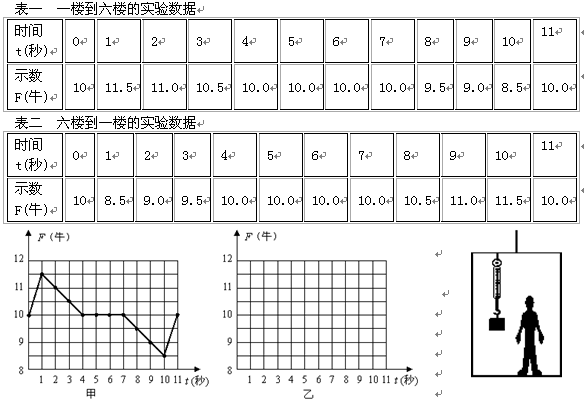 表一 一楼到六楼的实验数据
时间 t(秒) 0 1 2 3 4 5 6 7 8 9 10 11
示数 F(牛) 10 11.5 11.0 10.5 10.0 10.0 10.0 10.0 9.5 9.0 8.5 10.0
表二 六楼到一楼的实验数据
时间 t(秒) 0 1 2 3 4 5 6 7 8 9 10 11
示数 F(牛) 10 8.5 9.0 9.5 10.0 10.0 10.0 10.0 10.5 11.0 11.5 10.0
F(牛)
12
11
10
9
8
1 2 3 4 5 6 7 8 9 10 11 t(秒)
甲
F(牛)
12
11
10
9
8
1 2 3 4 5 6 7 8 9 10 11 t(秒)
乙